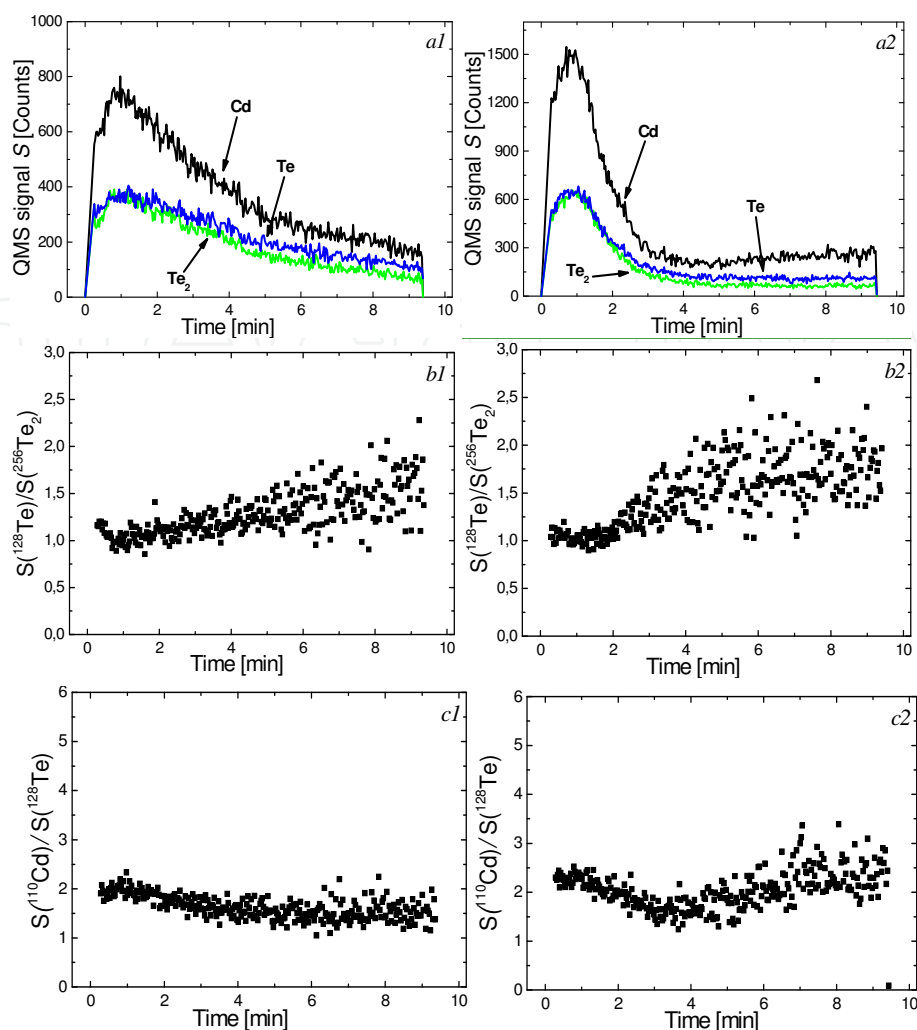 a1
QMS signal S [Counts]
1000
800
600
400
200
0
Cd
Te
Te₂
0 2 4 6 8 10
Time [min]
a2
QMS signal S [Counts]
1500
1200
900
600
300
0
Cd
Te
Te₂
0 2 4 6 8 10
Time [min]
b1
S(¹²⁸Te)/S(²⁵⁶Te₂)
3,0
2,5
2,0
1,5
1,0
0,5
0,0
0 2 4 6 8 10
Time [min]
b2
S(¹²⁸Te)/S(²⁵⁶Te₂)
3,0
2,5
2,0
1,5
1,0
0,5
0,0
0 2 4 6 8 10
Time [min]
c1
S(¹¹⁰Cd)/S(¹²⁸Te)
6
5
4
3
2
1
0
0 2 4 6 8 10
Time [min]
c2
S(¹¹⁰Cd)/S(¹²⁸Te)
6
5
4
3
2
1
0
0 2 4 6 8 10
Time [min]